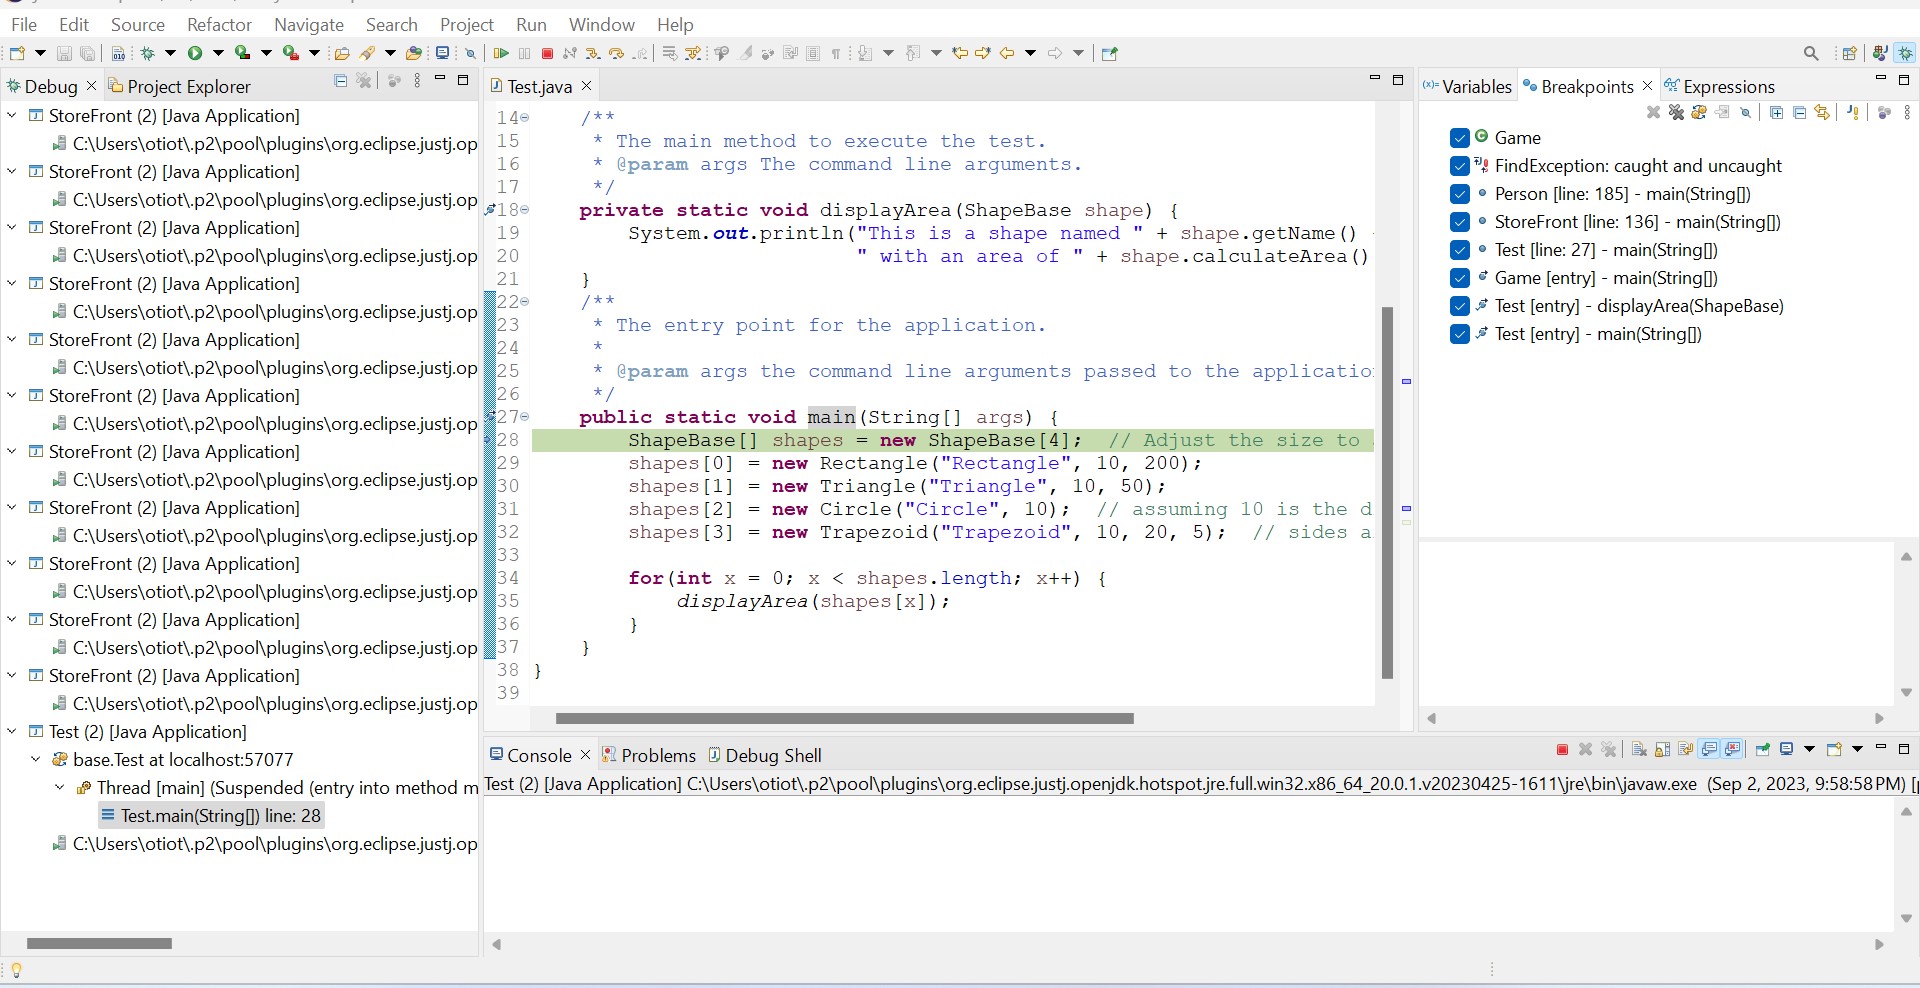 File Edit Source Refactor Navigate Search Project Run Window Help
Debug Project Explorer
StoreFront (2) [Java Application]
C:\Users\otiot\.p2\pool\plugins\org.eclipse.justj.op
StoreFront (2) [Java Application]
C:\Users\otiot\.p2\pool\plugins\org.eclipse.justj.op
StoreFront (2) [Java Application]
C:\Users\otiot\.p2\pool\plugins\org.eclipse.justj.op
StoreFront (2) [Java Application]
C:\Users\otiot\.p2\pool\plugins\org.eclipse.justj.op
StoreFront (2) [Java Application]
C:\Users\otiot\.p2\pool\plugins\org.eclipse.justj.op
StoreFront (2) [Java Application]
C:\Users\otiot\.p2\pool\plugins\org.eclipse.justj.op
StoreFront (2) [Java Application]
C:\Users\otiot\.p2\pool\plugins\org.eclipse.justj.op
StoreFront (2) [Java Application]
C:\Users\otiot\.p2\pool\plugins\org.eclipse.justj.op
StoreFront (2) [Java Application]
C:\Users\otiot\.p2\pool\plugins\org.eclipse.justj.op
StoreFront (2) [Java Application]
C:\Users\otiot\.p2\pool\plugins\org.eclipse.justj.op
StoreFront (2) [Java Application]
C:\Users\otiot\.p2\pool\plugins\org.eclipse.justj.op
Test (2) [Java Application]
base.Test at localhost:57077
Thread [main] (Suspended (entry into method m
Test.main(String[]) line: 28
C:\Users\otiot\.p2\pool\plugins\org.eclipse.justj.op
Test.java
14 /**
15 * The main method to execute the test.
16 * @param args The command line arguments.
17 */
18 private static void displayArea(ShapeBase shape) {
19 System.out.println("This is a shape named " + shape.getName()
20 " with an area of " + shape.calculateArea()
21 }
22 /**
23 * The entry point for the application.
24 *
25 * @param args the command line arguments passed to the applicatio
26 */
27 public static void main(String[] args) {
28 ShapeBase[] shapes = new ShapeBase[4]; // Adjust the size to
29 shapes[0] = new Rectangle("Rectangle", 10, 200);
30 shapes[1] = new Triangle("Triangle", 10, 50);
31 shapes[2] = new Circle("Circle", 10); // assuming 10 is the d
32 shapes[3] = new Trapezoid("Trapezoid", 10, 20, 5); // sides a
33
34 for(int x = 0; x < shapes.length; x++) {
35 displayArea(shapes[x]);
36 }
37 }
38 }
39
Variables Breakpoints Expressions
Game
FindException: caught and uncaught
Person [line: 185] - main(String[])
StoreFront [line: 136] - main(String[])
Test [line: 27] - main(String[])
Game [entry] - main(String[])
Test [entry] - displayArea(ShapeBase)
Test [entry] - main(String[])
Console Problems Debug Shell
Test (2) [Java Application] C:\Users\otiot\.p2\pool\plugins\org.eclipse.justj.openjdk.hotspot.jre.full.win32.x86_64_20.0.1.v20230425-1611\jre\bin\javaw.exe (Sep 2, 2023, 9:58:58 PM) [